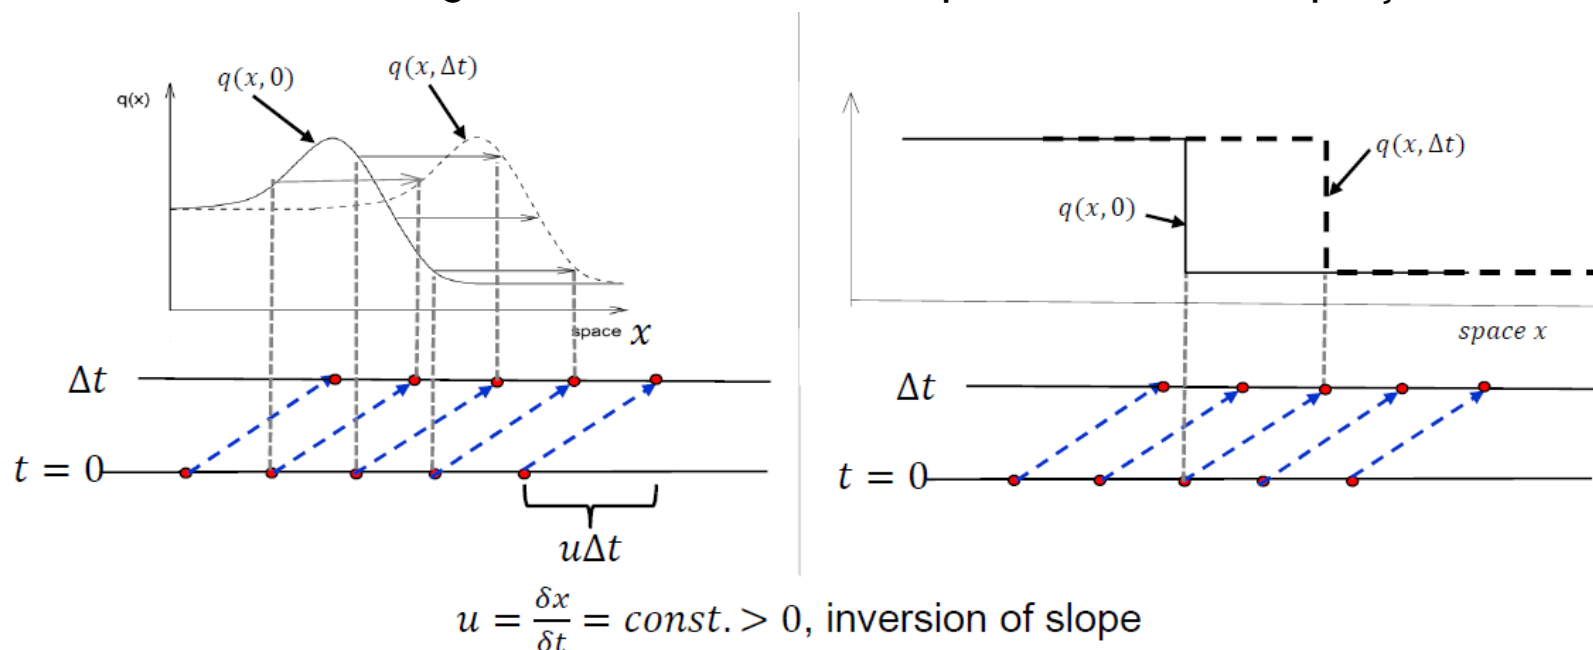 q(x, 0)
q(x, Δt)
q(x)
space x
Δt
t = 0
uΔt
q(x, Δt)
q(x, 0)
space x
Δt
t = 0
u = δx/δt = const. > 0, inversion of slope